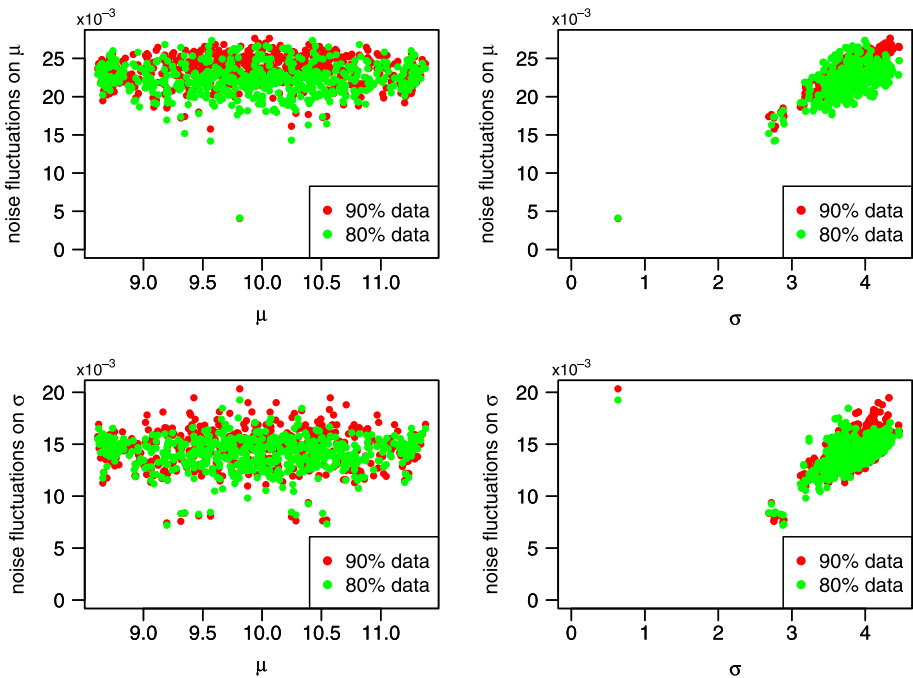 x10⁻³
noise fluctuations on μ
25
20
15
10
5
0
90% data
80% data
9.0 9.5 10.0 10.5 11.0
μ
x10⁻³
noise fluctuations on μ
25
20
15
10
5
0
90% data
80% data
0 1 2 3 4
σ
x10⁻³
noise fluctuations on σ
20
15
10
5
0
90% data
80% data
9.0 9.5 10.0 10.5 11.0
μ
x10⁻³
noise fluctuations on σ
20
15
10
5
0
90% data
80% data
0 1 2 3 4
σ